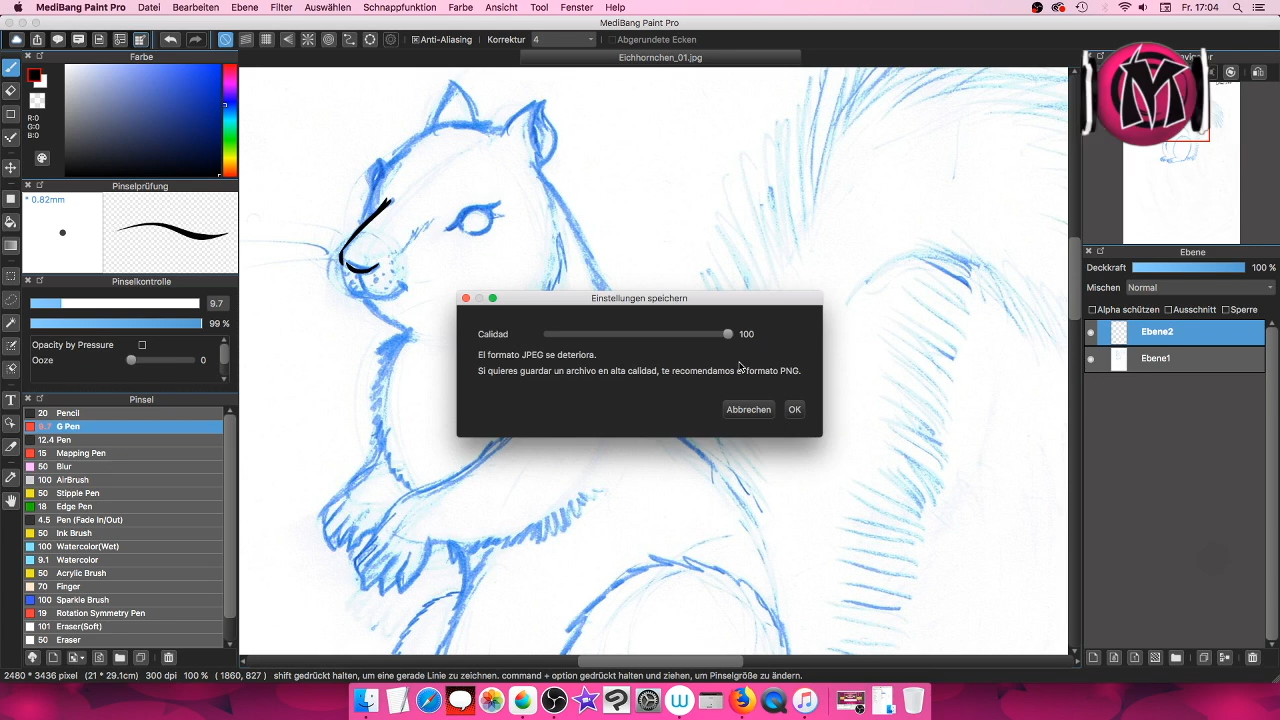 MediBang Paint Pro Datei Bearbeiten Ebene Filter Auswählen Schnappfunktion Farbe Ansicht Tool Fenster Help Fr. 17:04
MediBang Paint Pro
Anti-Aliasing Korrektur 4 Abgerundete Ecken
Farbe
Eichhornchen_01.jpg
R:0
G:0
B:0
Pinselprüfung
* 0.82mm
Pinselkontrolle
9.7
99 %
Opacity by Pressure
Ooze 0
Pinsel
20 Pencil
9.7 G Pen
12.4 Pen
15 Mapping Pen
50 Blur
100 AirBrush
50 Stipple Pen
18 Edge Pen
4.5 Pen (Fade In/Out)
50 Ink Brush
100 Watercolor(Wet)
9.1 Watercolor
50 Acrylic Brush
70 Finger
100 Sparkle Brush
19 Rotation Symmetry Pen
101 Eraser(Soft)
50 Eraser
Einstellungen speichern
Calidad 100
El formato JPEG se deteriora.
Si quieres guardar un archivo en alta calidad, te recomendamos formato PNG.
Abbrechen OK
M
Ebene
Deckkraft 100 %
Mischen Normal
Alpha schützen Ausschnitt Sperre
Ebene2
Ebene1
2480 * 3436 pixel (21 * 29.1cm) 300 dpi 100 % ( 1860, 827 ) shift gedrückt halten, um eine gerade Linie zu zeichnen. command + option gedrückt halten und ziehen, um Pinselgröße zu ändern.